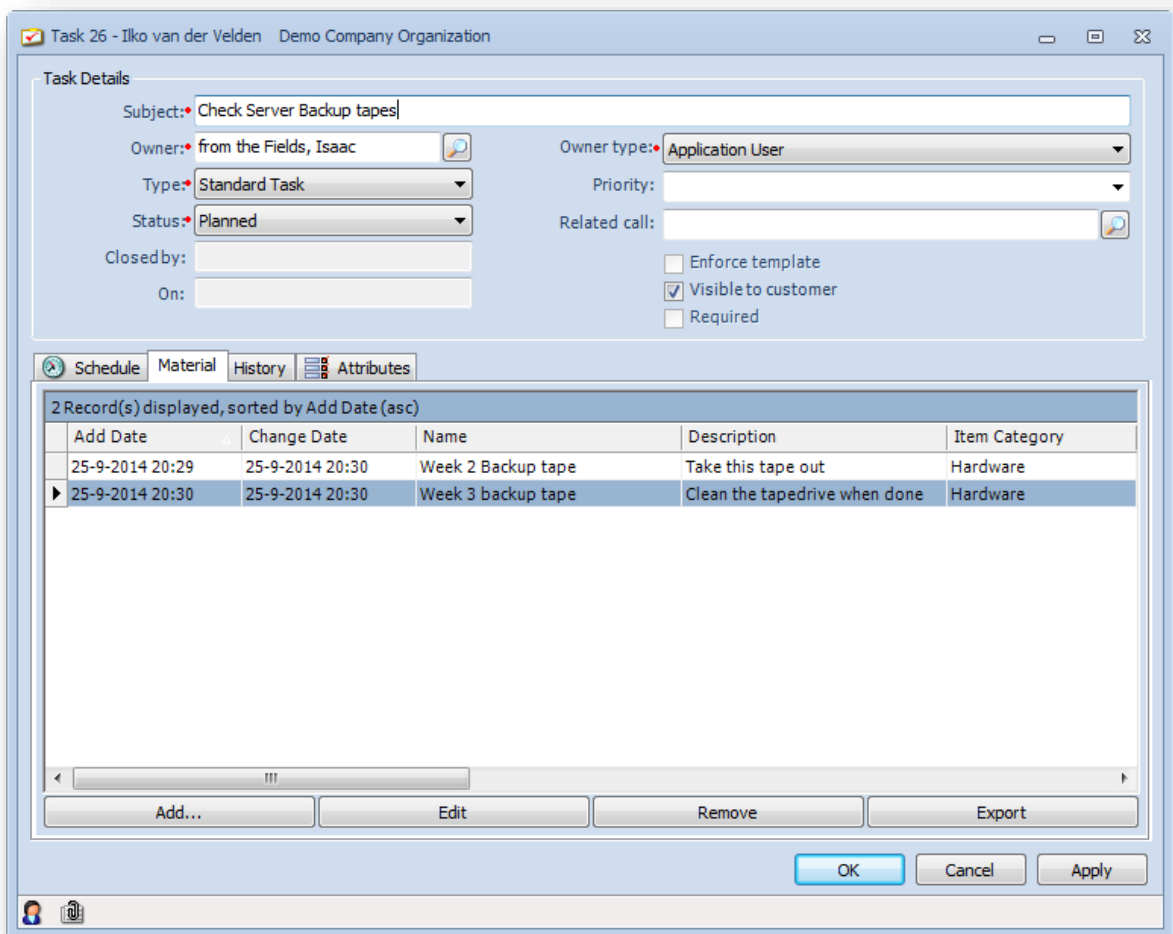 Task 26 - Ilko van der Velden Demo Company Organization
Task Details
Subject: Check Server Backup tapes
Owner: from the Fields, Isaac Owner type: Application User
Type: Standard Task Priority:
Status: Planned Related call:
Closed by: Enforce template
On: Visible to customer
Required
Schedule Material History Attributes
2 Record(s) displayed, sorted by Add Date (asc)
Add Date Change Date Name Description Item Category
25-9-2014 20:29 25-9-2014 20:30 Week 2 Backup tape Take this tape out Hardware
25-9-2014 20:30 25-9-2014 20:30 Week 3 backup tape Clean the tapedrive when done Hardware
Add... Edit Remove Export
OK Cancel Apply